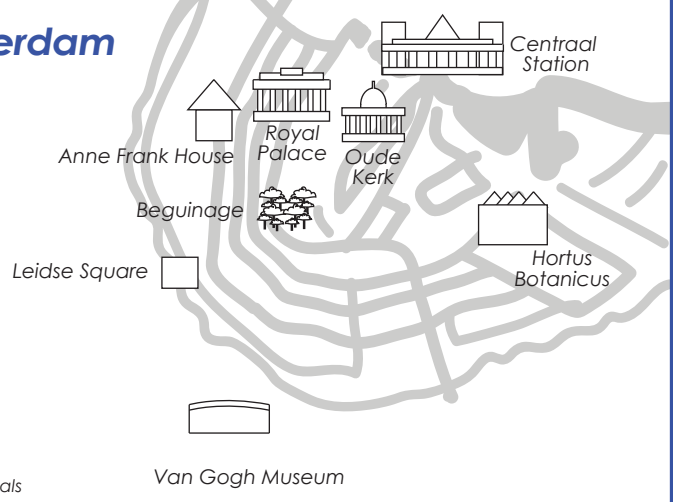 erdam
Centraal
Station
Royal
Palace
Anne Frank House
Oude
Kerk
Beguinage
Hortus
Botanicus
Leidse Square
Van Gogh Museum
als